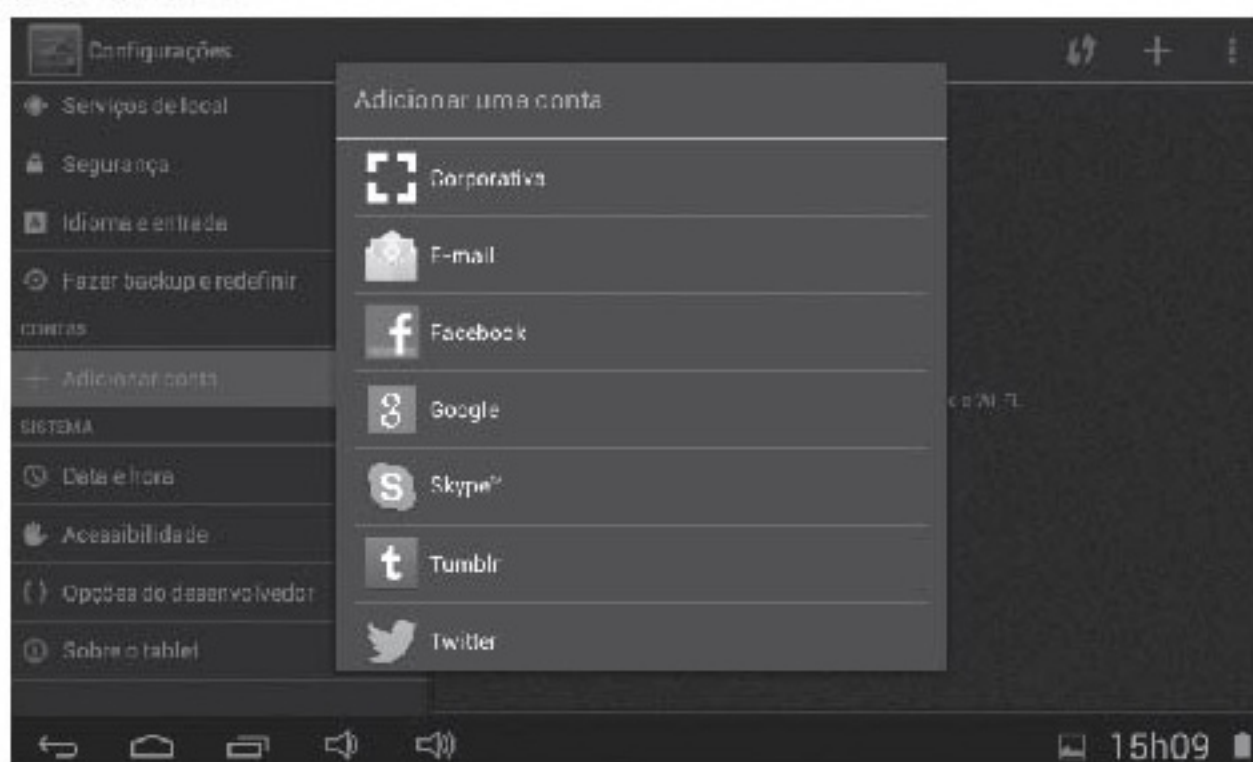 Configurações
Serviços de local
Segurança
Idioma e entrada
Fazer backup e redefinir
CONTAS
Adicionar conta
SISTEMA
Data e hora
Acessibilidade
Opções do desenvolvedor
Sobre o tablet
Adicionar uma conta
Corporativa
E-mail
Facebook
Google
Skype™
Tumblr
Twitter
15h09